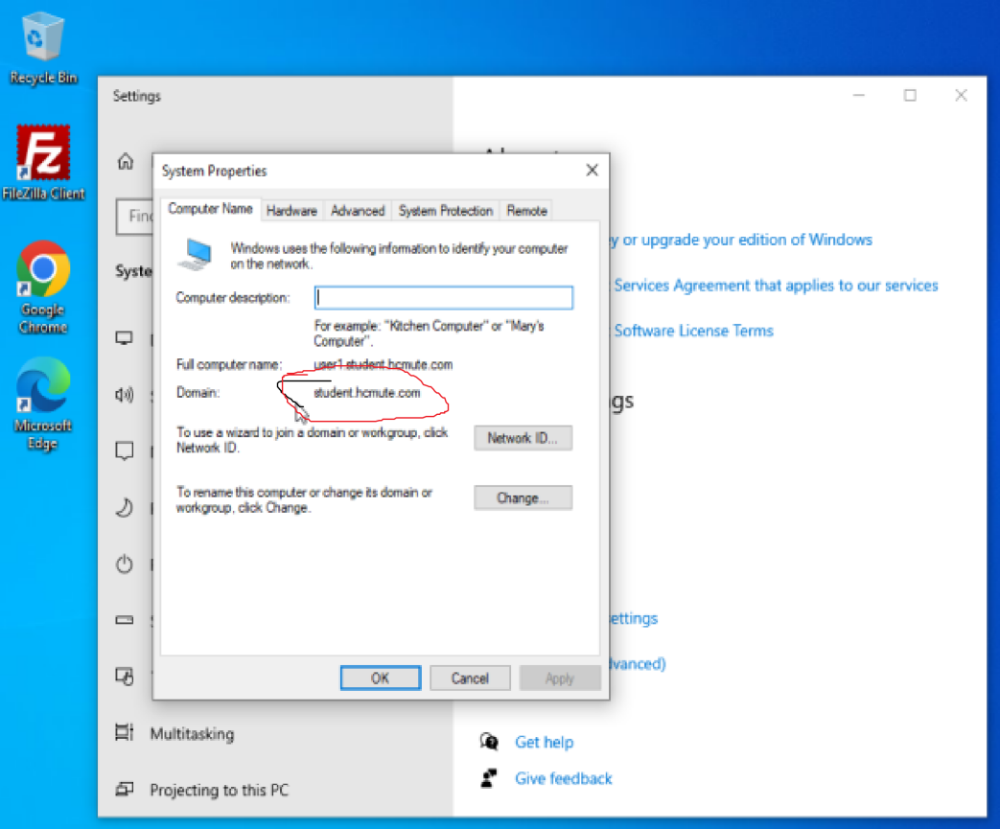 Recycle Bin
FileZilla Client
Google
Chrome
Microsoft
Edge
Settings
System Properties
Computer Name
Hardware
Advanced
System Protection
Remote
Windows uses the following information to identify your computer
on the network.
Computer description:
For example: "Kitchen Computer" or "Mary's
Computer".
Full computer name: user1.student.hcmute.com
Domain: student.hcmute.com
To use a wizard to join a domain or workgroup, click
Network ID.
Network ID...
To rename this computer or change its domain or
workgroup, click Change.
Change...
OK
Cancel
Apply
Find
Syste
Multitasking
Projecting to this PC
y or upgrade your edition of Windows
Services Agreement that applies to our services
Software License Terms
gs
ettings
dvanced)
Get help
Give feedback